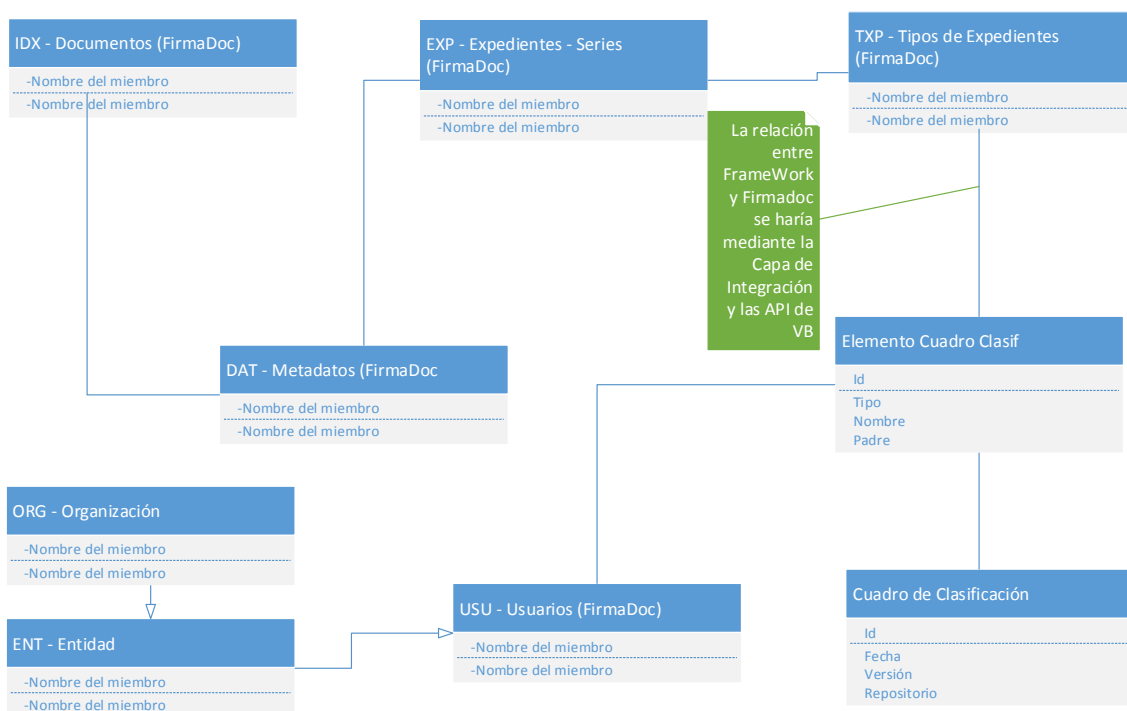 IDX - Documentos (FirmaDoc)
-Nombre del miembro
-Nombre del miembro
EXP - Expedientes - Series
(FirmaDoc)
-Nombre del miembro
-Nombre del miembro
TXP - Tipos de Expedientes
(FirmaDoc)
-Nombre del miembro
-Nombre del miembro
La relación
entre
FrameWork
y Firmadoc
se haría
mediante la
Capa de
Integración
y las API de
VB
DAT - Metadatos (FirmaDoc
-Nombre del miembro
-Nombre del miembro
Elemento Cuadro Clasif
Id
Tipo
Nombre
Padre
ORG - Organización
-Nombre del miembro
-Nombre del miembro
ENT - Entidad
-Nombre del miembro
-Nombre del miembro
USU - Usuarios (FirmaDoc)
-Nombre del miembro
-Nombre del miembro
Cuadro de Clasificación
Id
Fecha
Versión
Repositorio